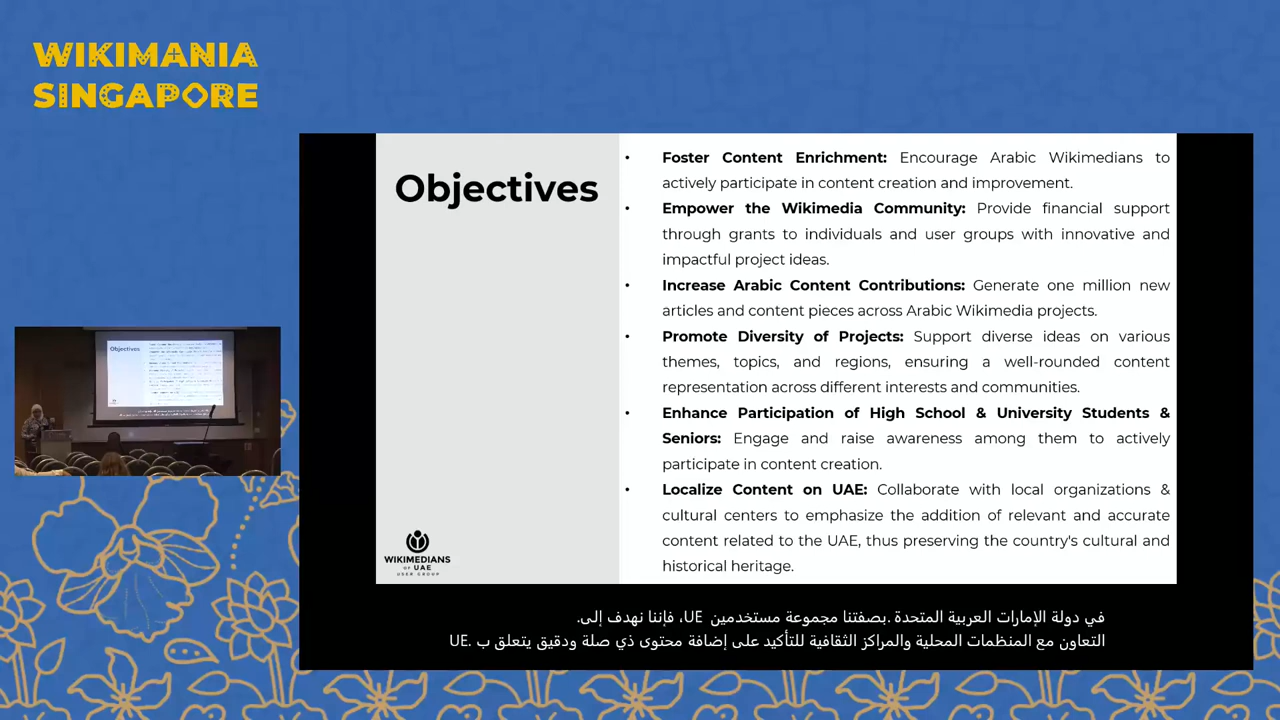 WIKIMANIA
SINGAPORE
Objectives
• Foster Content Enrichment: Encourage Arabic Wikimedians to
actively participate in content creation and improvement.
• Empower the Wikimedia Community: Provide financial support
through grants to individuals and user groups with innovative and
impactful project ideas.
• Increase Arabic Content Contributions: Generate one million new
articles and content pieces across Arabic Wikimedia projects.
• Promote Diversity of Projects: Support diverse ideas on various
themes, topics, and regions, ensuring a well-rounded content
representation across different interests and communities.
• Enhance Participation of High School & University Students &
Seniors: Engage and raise awareness among them to actively
participate in content creation.
• Localize Content on UAE: Collaborate with local organizations &
cultural centers to emphasize the addition of relevant and accurate
content related to the UAE, thus preserving the country's cultural and
historical heritage.
WIKIMEDIANS
OF UAE
USER GROUP
في دولة الإمارات العربية المتحدة .بصفتنا مجموعة مستخدمين UE، فإننا نهدف إلى.
التعاون مع المنظمات المحلية والمراكز الثقافية للتأكيد على إضافة محتوى ذي صلة ودقيق يتعلق ب UE.
Objectives